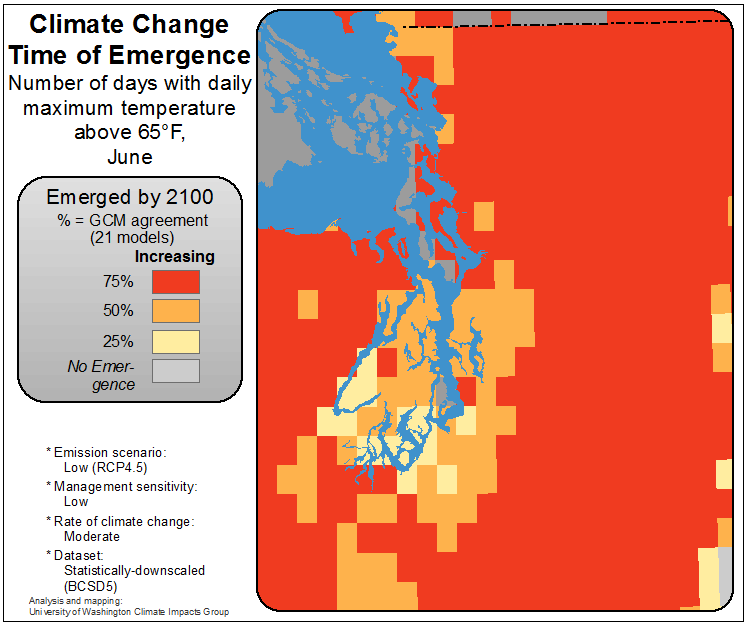 Climate Change
Time of Emergence
Number of days with daily
maximum temperature
above 65°F,
June
Emerged by 2100
% = GCM agreement
(21 models)
Increasing
75%
50%
25%
No Emer-
gence
* Emission scenario:
Low (RCP4.5)
* Management sensitivity:
Low
* Rate of climate change:
Moderate
* Dataset:
Statistically-downscaled
(BCSD5)
Analysis and mapping:
University of Washington Climate Impacts Group